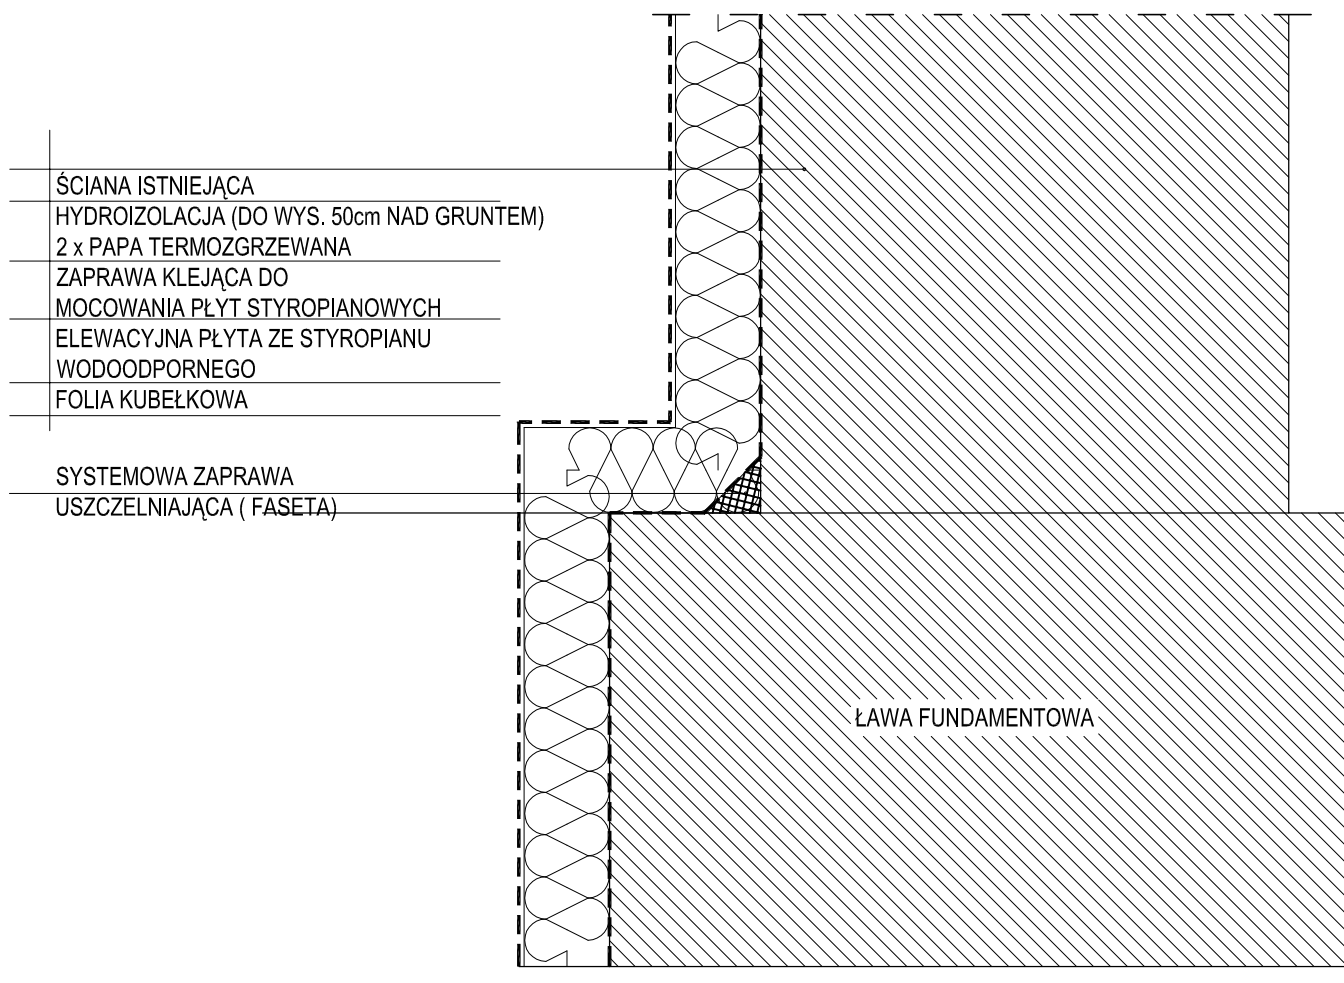 ŚCIANA ISTNIEJĄCA
HYDROIZOLACJA (DO WYS. 50cm NAD GRUNTEM)
2 x PAPA TERMOZGRZEWANA
ZAPRAWA KLEJĄCA DO
MOCOWANIA PŁYT STYROPIANOWYCH
ELEWACYJNA PŁYTA ZE STYROPIANU
WODOODPORNEGO
FOLIA KUBEŁKOWA
SYSTEMOWA ZAPRAWA
USZCZELNIAJĄCA ( FASETA)
ŁAWA FUNDAMENTOWA